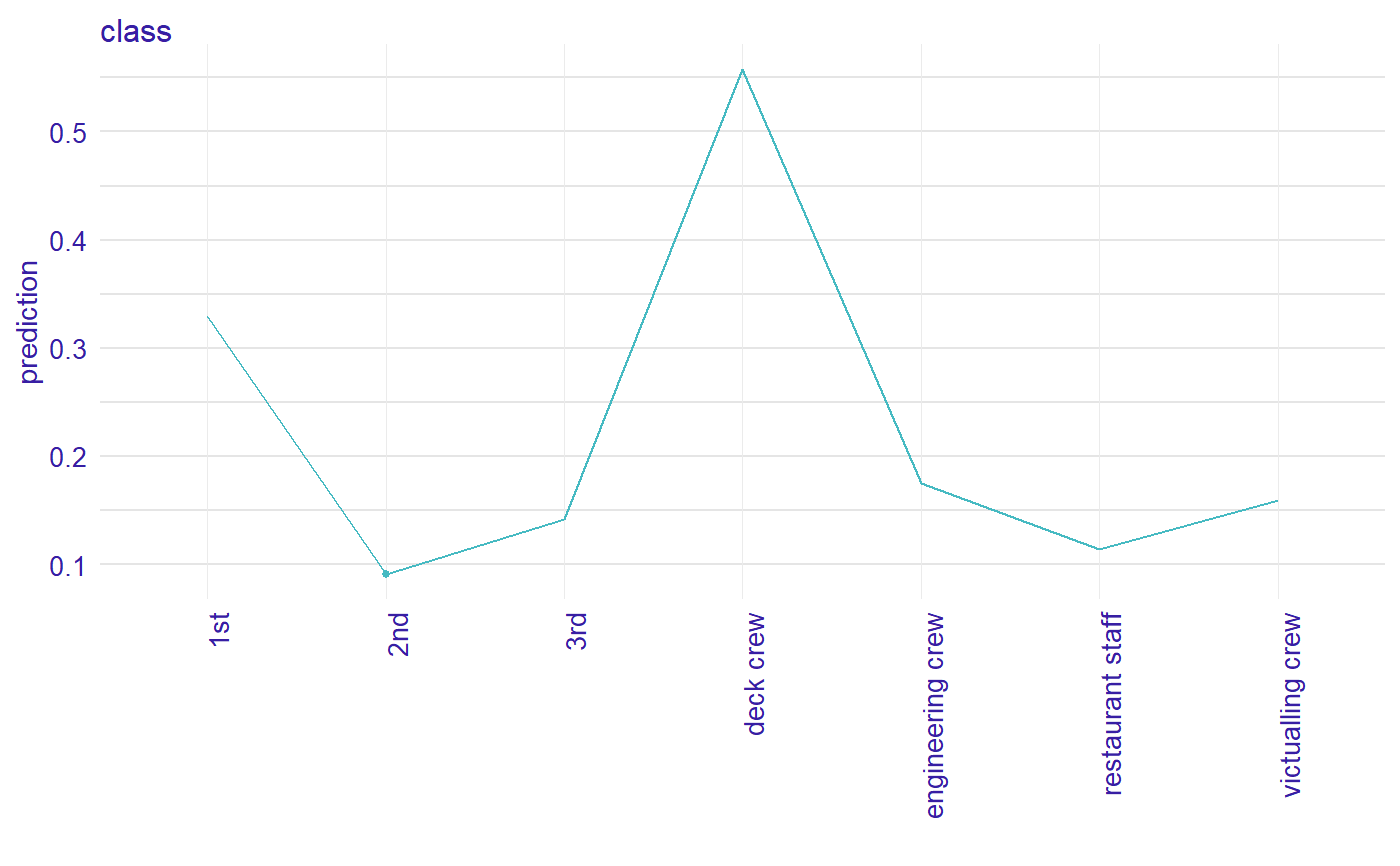 class
prediction
0.5
0.4
0.3
0.2
0.1
1st
2nd
3rd
deck crew
engineering crew
restaurant staff
victualling crew